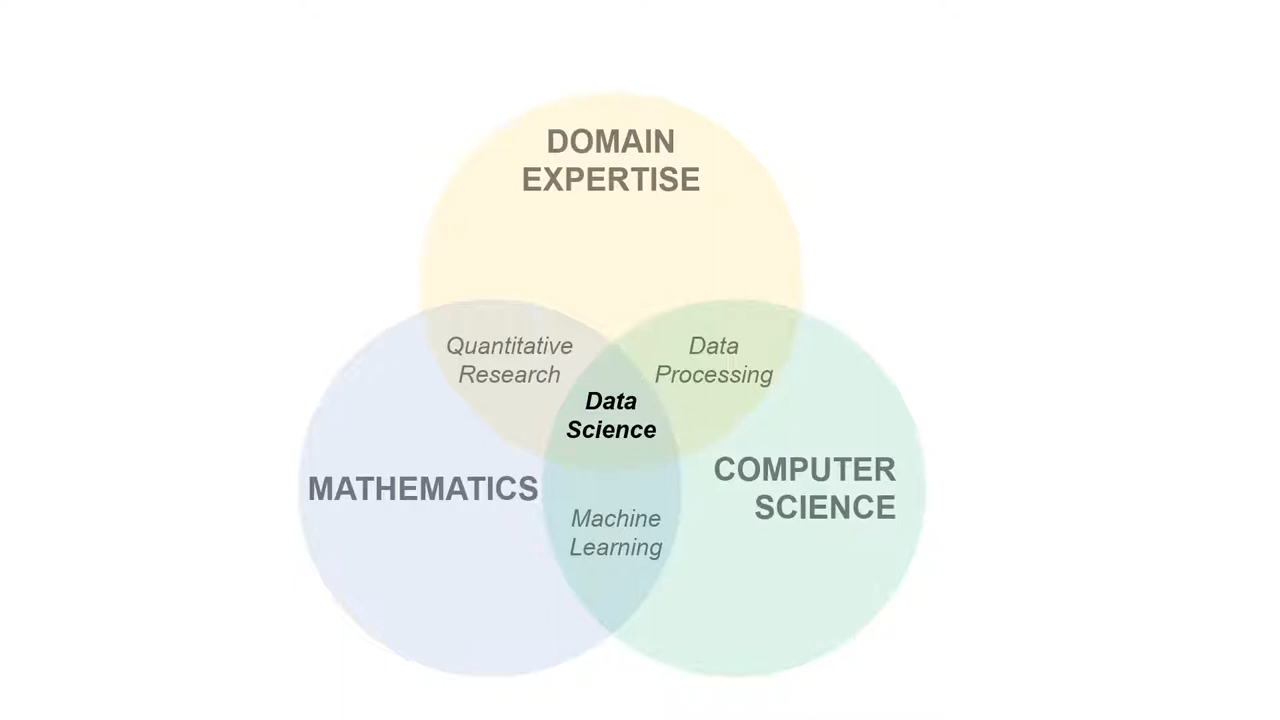 DOMAIN
EXPERTISE
Quantitative
Research
Data
Processing
Data
Science
MATHEMATICS
COMPUTER
SCIENCE
Machine
Learning